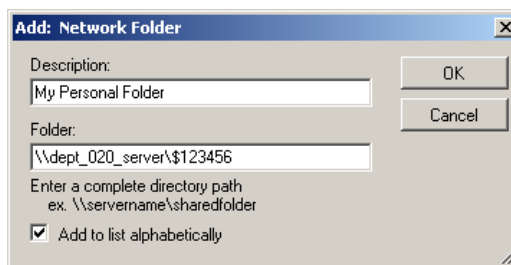 Add: Network Folder
Description:
OK
My Personal Folder
Cancel
Folder:
\\dept_020_server\$123456
Enter a complete directory path
ex. \\servername\sharedfolder
Add to list alphabetically